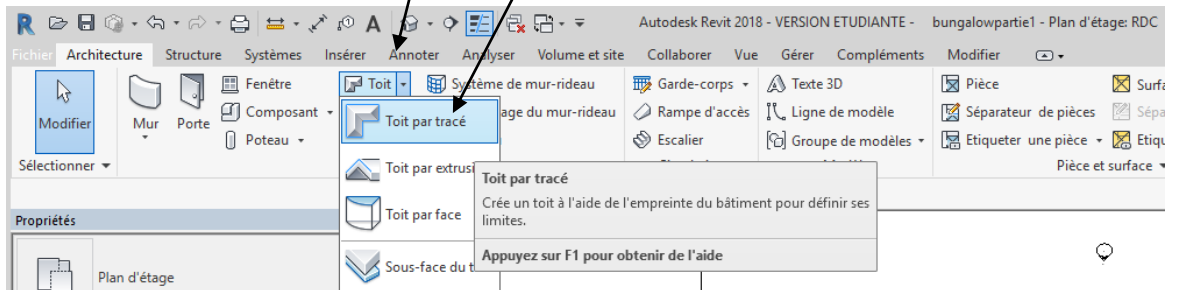 Autodesk Revit 2018 - VERSION ETUDIANTE - bungalowpartie1 - Plan d'étage: RDC
Fichier Architecture Structure Systèmes Insérer Annoter Analyser Volume et site Collaborer Vue Gérer Compléments Modifier
Modifier
Mur
Porte
Fenêtre
Composant
Poteau
Toit
Système de mur-rideau
age du mur-rideau
Garde-corps
Rampe d'accès
Escalier
Texte 3D
Ligne de modèle
Groupe de modèles
Pièce
Séparateur de pièces
Etiqueter une pièce
Surfa
Sépa
Etiqu
Sélectionner
Pièce et surface
Toit par tracé
Toit par extrusi
Toit par face
Sous-face du t
Toit par tracé
Crée un toit à l'aide de l'empreinte du bâtiment pour définir ses
limites.
Appuyez sur F1 pour obtenir de l'aide
Propriétés
Plan d'étage